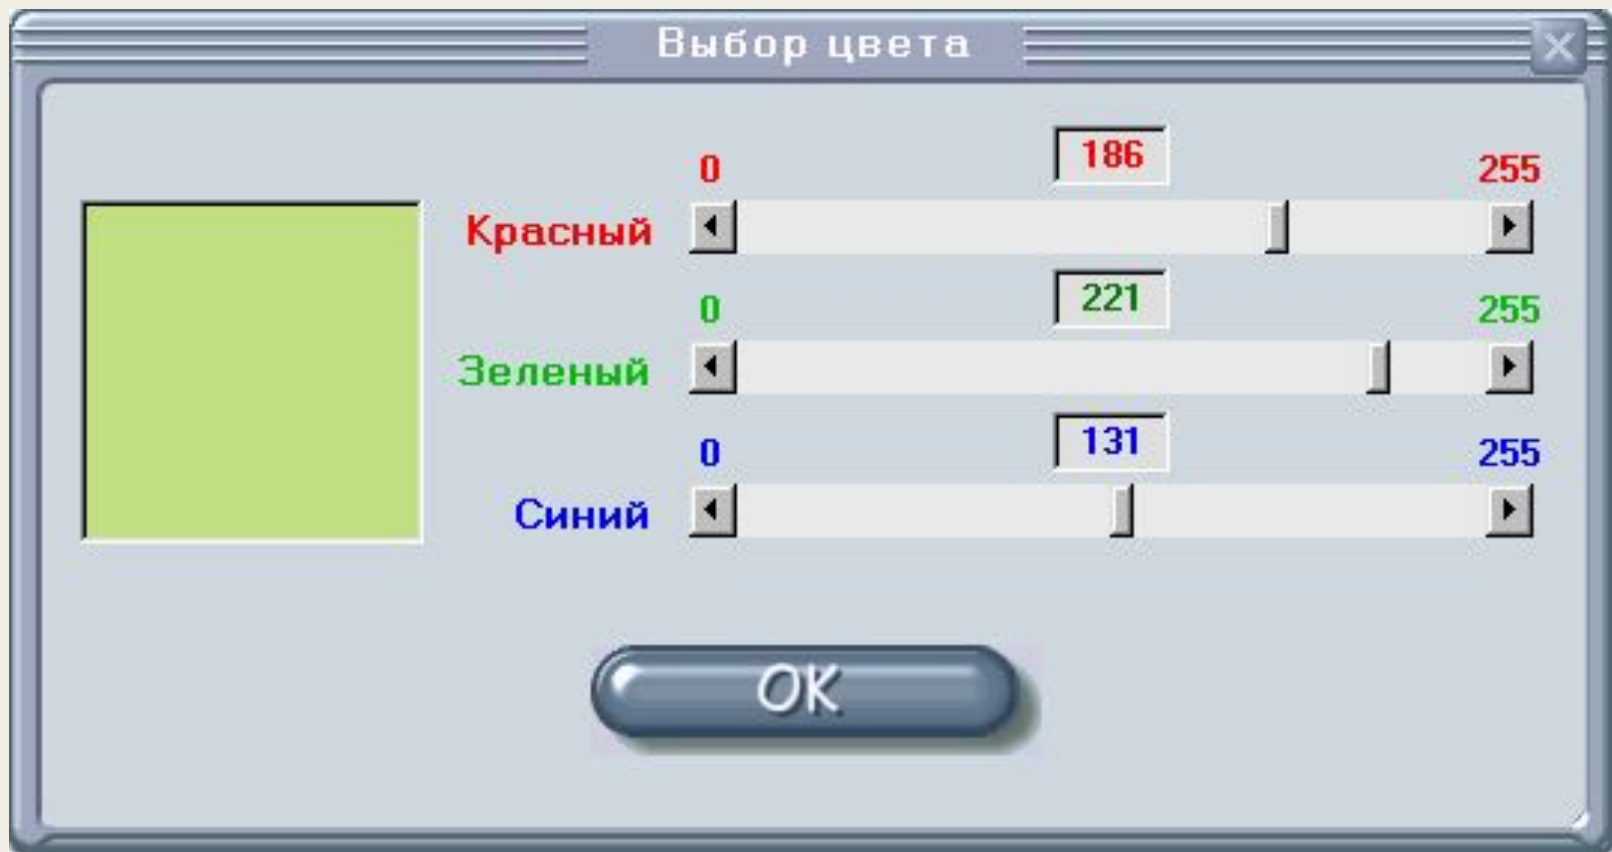 Выбор цвета
186
0 255
Красный
221
0 255
Зеленый
131
0 255
Синий
OK